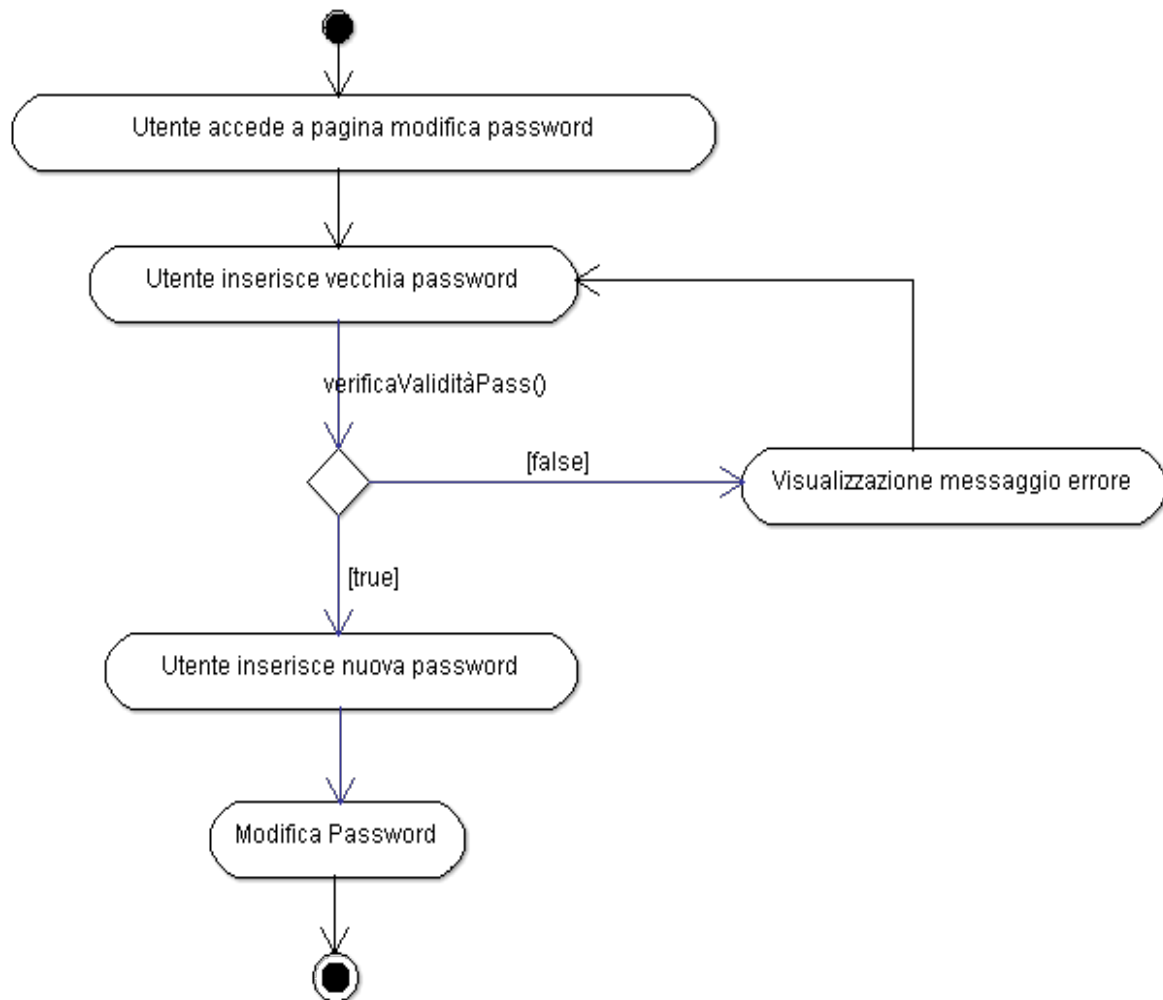 Utente accede a pagina modifica password
Utente inserisce vecchia password
verificaValiditàPass()
[false]
Visualizzazione messaggio errore
[true]
Utente inserisce nuova password
Modifica Password